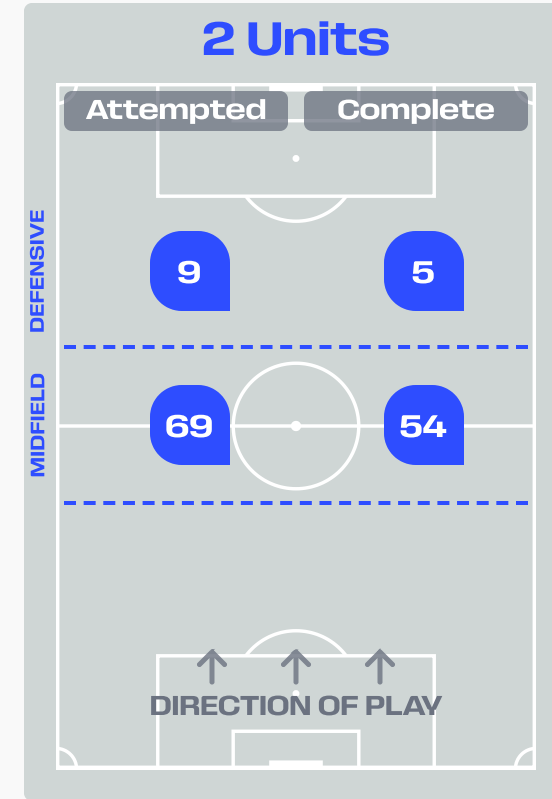 2 Units
Attempted Complete
DEFENSIVE
9 5
MIDFIELD
69 54
DIRECTION OF PLAY